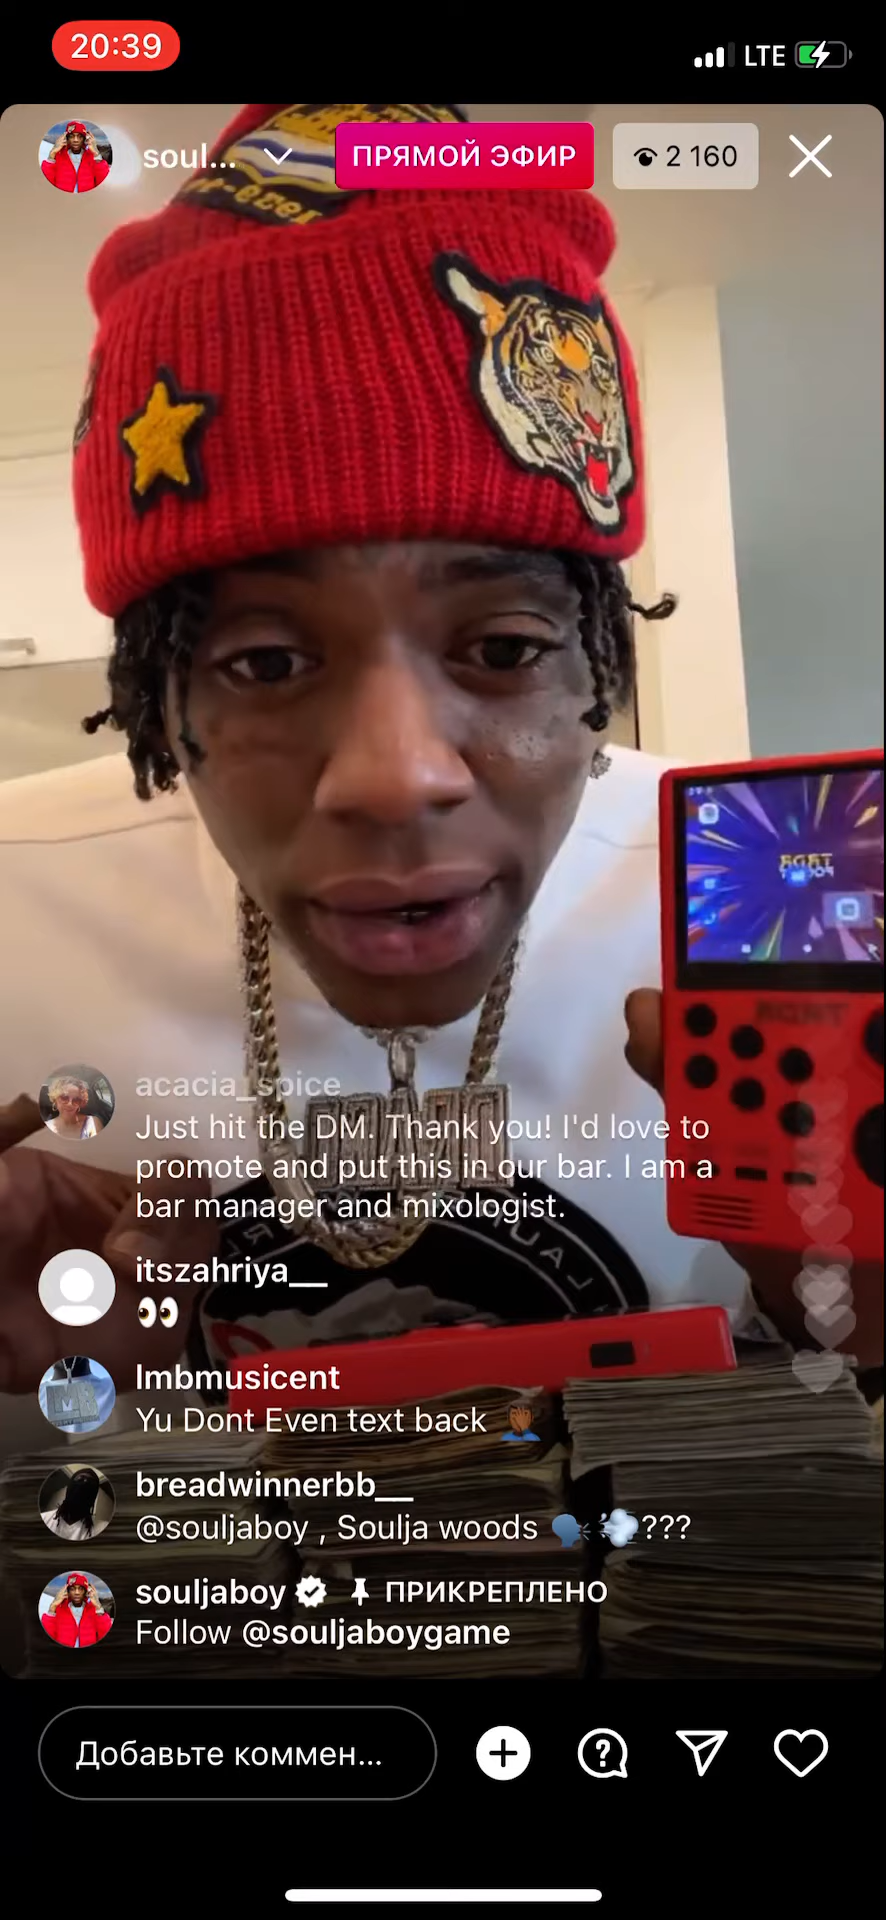 20:39
LTE
soul...
ПРЯМОЙ ЭФИР
2 160
acacia_spice
Just hit the DM. Thank you! I'd love to
promote and put this in our bar. I am a
bar manager and mixologist.
itszahriya__
👀
lmbmusicent
Yu Dont Even text back 🤦🏾‍♂️
breadwinnerbb__
@souljaboy , Soulja woods 🗣💨???
souljaboy ПРИКРЕПЛЕНО
Follow @souljaboygame
Добавьте коммен...